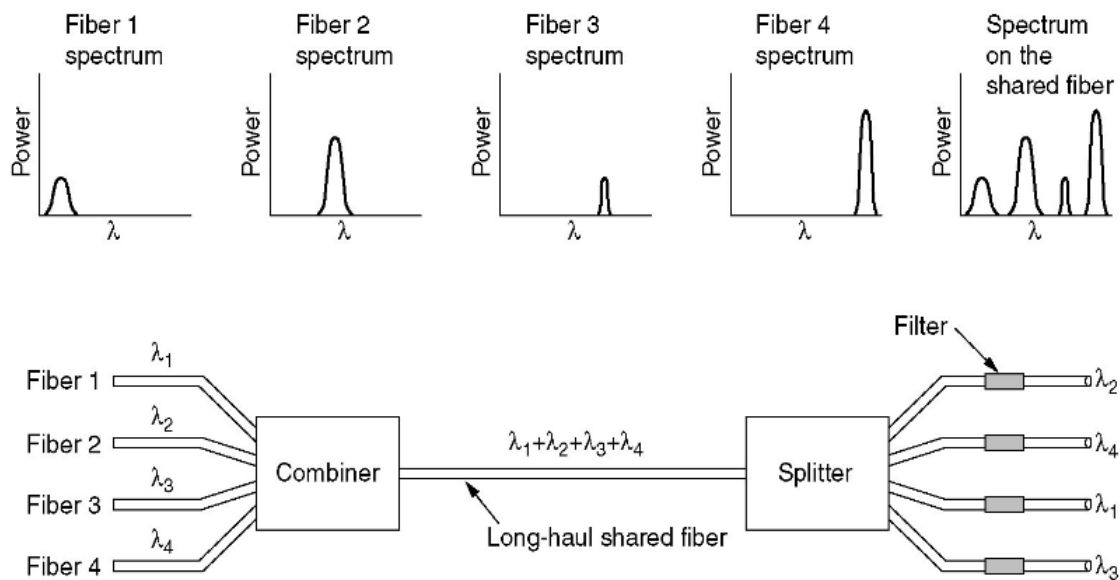 Fiber 1
spectrum
Power
λ
Fiber 2
spectrum
Power
λ
Fiber 3
spectrum
Power
λ
Fiber 4
spectrum
Power
λ
Spectrum
on the
shared fiber
Power
λ
Filter
Fiber 1
λ₁
Fiber 2
λ₂
Fiber 3
λ₃
Fiber 4
λ₄
Combiner
λ₁+λ₂+λ₃+λ₄
Long-haul shared fiber
Splitter
λ₂
λ₄
λ₁
λ₃